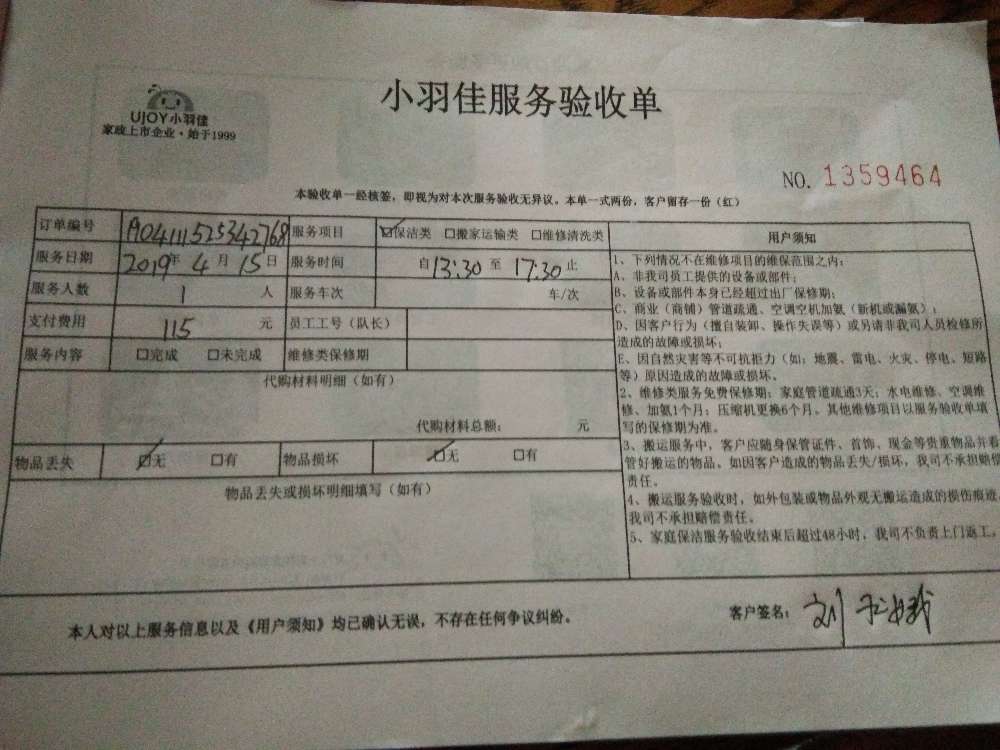 UJOY小羽佳
家政上市企业·始于1999
小羽佳服务验收单
NO. 1359464
本验收单一经核签，即视为对本次服务验收无异议。本单一式两份，客户留存一份（红）
订单编号 A04111525342768 服务项目 ☑保洁类 □搬家运输类 □维修清洗类
服务日期 2019年 4月 15日 服务时间 自13:30至 17:30止
服务人数 1 人 服务车次 车/次
支付费用 115 元 员工工号（队长）
服务内容 □完成 □未完成 维修类保修期
代购材料明细（如有）
代购材料总额： 元
物品丢失 ☑无 □有 物品损坏 ☑无 □有
物品丢失或损坏明细填写（如有）
用户须知
1、下列情况不在维修项目的维保范围之内：
A、非我司员工提供的设备或部件；
B、设备或部件本身已经超过出厂保修期；
C、商业（商铺）管道疏通、空调空机加氨（新机或漏氨）；
D、因客户行为（擅自装卸、操作失误等）或另请非我司人员检修所
造成的故障或损坏；
E、因自然灾害等不可抗拒力（如：地震、雷电、火灾、停电、短路
等）原因造成的故障或损坏。
2、维修类服务免费保修期：家庭管道疏通3天；水电维修、空调维
修、加氨1个月；压缩机更换6个月。其他维修项目以服务验收单填
写的保修期为准。
3、搬运服务中，客户应随身保管证件、首饰、现金等贵重物品并看
管好搬运的物品。如因客户造成的物品丢失/损坏，我司不承担赔偿
责任。
4、搬运服务验收时，如外包装或物品外观无搬运造成的损伤痕迹，
我司不承担赔偿责任。
5、家庭保洁服务验收结束后超过48小时，我司不负责上门返工。
本人对以上服务信息以及《用户须知》均已确认无误，不存在任何争议纠纷。
客户签名： 刘